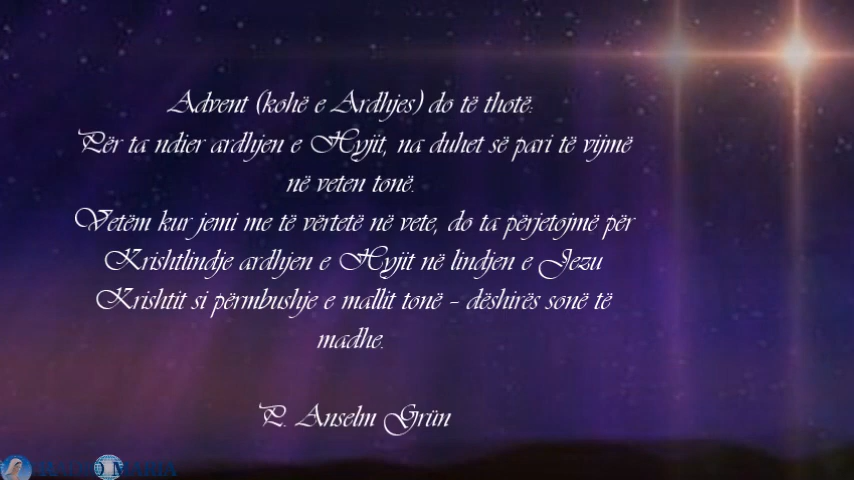 Advent (kohë e Ardhjes) do të thotë:
Për ta ndier ardhjen e Hyjit, na duhet së pari të vijmë
në veten tonë.
Vetëm kur jemi me të vërtetë në vete, do ta përjetojmë për
Krishtlindje ardhjen e Hyjit në lindjen e Jezu
Krishtit si përmbushje e mallit tonë - dëshirës sonë të
madhe.
P. Anselm Grün